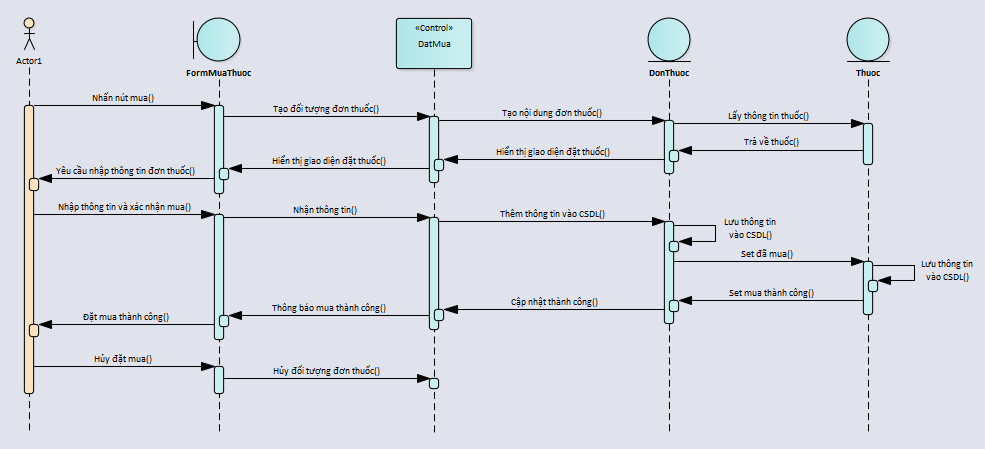 «Control»
DatMua
Actor1
FormMuaThuoc
DonThuoc
Thuoc
Nhấn nút mua()
Tạo đối tượng đơn thuốc()
Tạo nội dung đơn thuốc()
Lấy thông tin thuốc()
Trả về thuốc()
Hiển thị giao diện đặt thuốc()
Hiển thị giao diện đặt thuốc()
Yêu cầu nhập thông tin đơn thuốc()
Nhập thông tin và xác nhận mua()
Nhận thông tin()
Thêm thông tin vào CSDL()
Lưu thông tin
vào CSDL()
Set đã mua()
Lưu thông tin
vào CSDL()
Set mua thành công()
Cập nhật thành công()
Thông báo mua thành công()
Đặt mua thành công()
Hủy đặt mua()
Hủy đối tượng đơn thuốc()